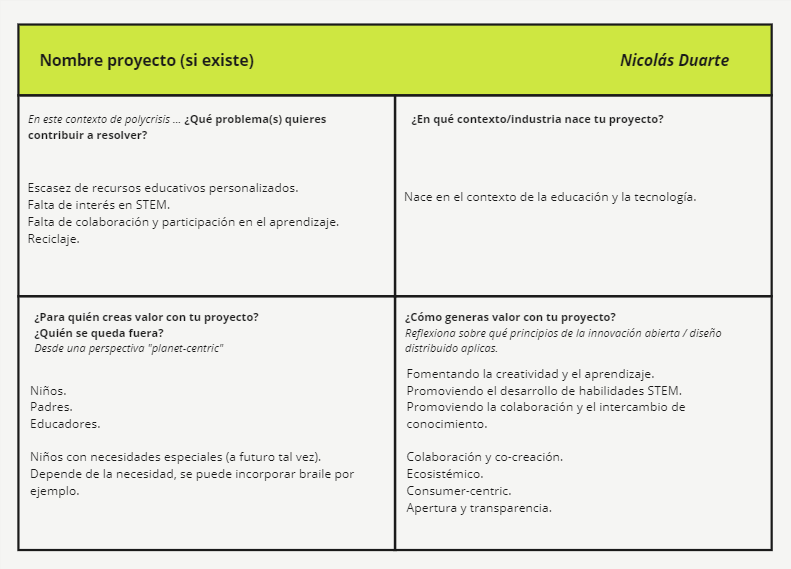 Nombre proyecto (si existe)
Nicolás Duarte
En este contexto de polycrisis ... ¿Qué problema(s) quieres
contribuir a resolver?
Escasez de recursos educativos personalizados.
Falta de interés en STEM.
Falta de colaboración y participación en el aprendizaje.
Reciclaje.
¿En qué contexto/industria nace tu proyecto?
Nace en el contexto de la educación y la tecnología.
¿Para quién creas valor con tu proyecto?
¿Quién se queda fuera?
Desde una perspectiva "planet-centric"
Niños.
Padres.
Educadores.
Niños con necesidades especiales (a futuro tal vez).
Depende de la necesidad, se puede incorporar braile por
ejemplo.
¿Cómo generas valor con tu proyecto?
Reflexiona sobre qué principios de la innovación abierta / diseño
distribuido aplicas.
Fomentando la creatividad y el aprendizaje.
Promoviendo el desarrollo de habilidades STEM.
Promoviendo la colaboración y el intercambio de
conocimiento.
Colaboración y co-creación.
Ecosistémico.
Consumer-centric.
Apertura y transparencia.